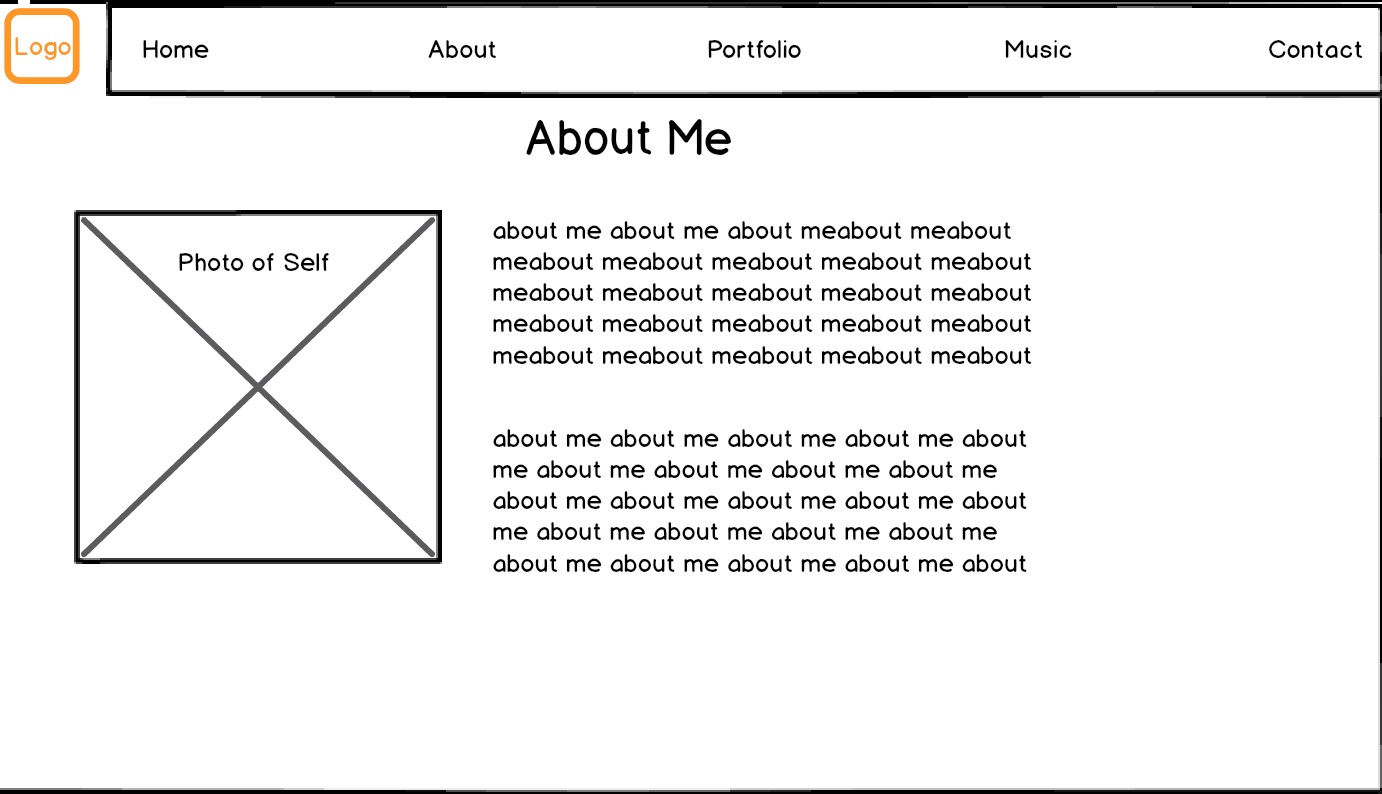 Logo
Home About Portfolio Music Contact
About Me
Photo of Self
about me about me about meabout meabout
meabout meabout meabout meabout meabout
meabout meabout meabout meabout meabout
meabout meabout meabout meabout meabout
meabout meabout meabout meabout meabout
about me about me about me about me about
me about me about me about me about me
about me about me about me about me about
me about me about me about me about me
about me about me about me about me about